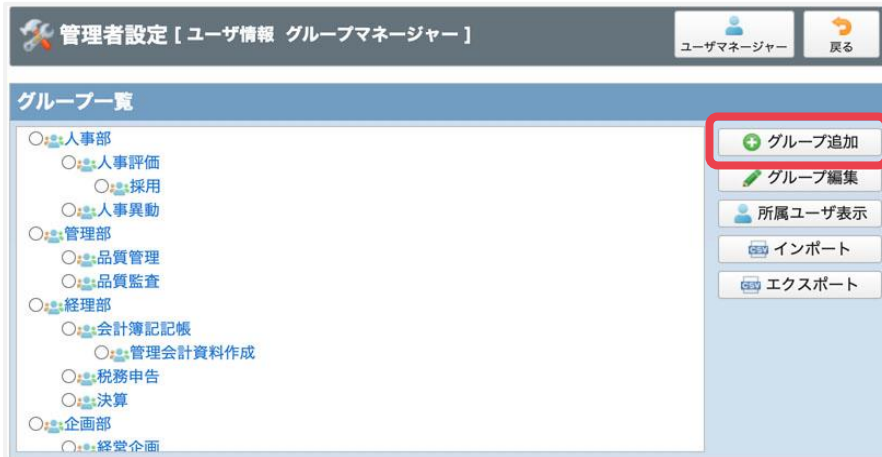 管理者設定 [ ユーザ情報 グループマネージャー ]
ユーザマネージャー
戻る
グループ一覧
人事部
人事評価
採用
人事異動
管理部
品質管理
品質監査
経理部
会計簿記記帳
管理会計資料作成
税務申告
決算
企画部
経営企画
グループ追加
グループ編集
所属ユーザ表示
CSV インポート
CSV エクスポート